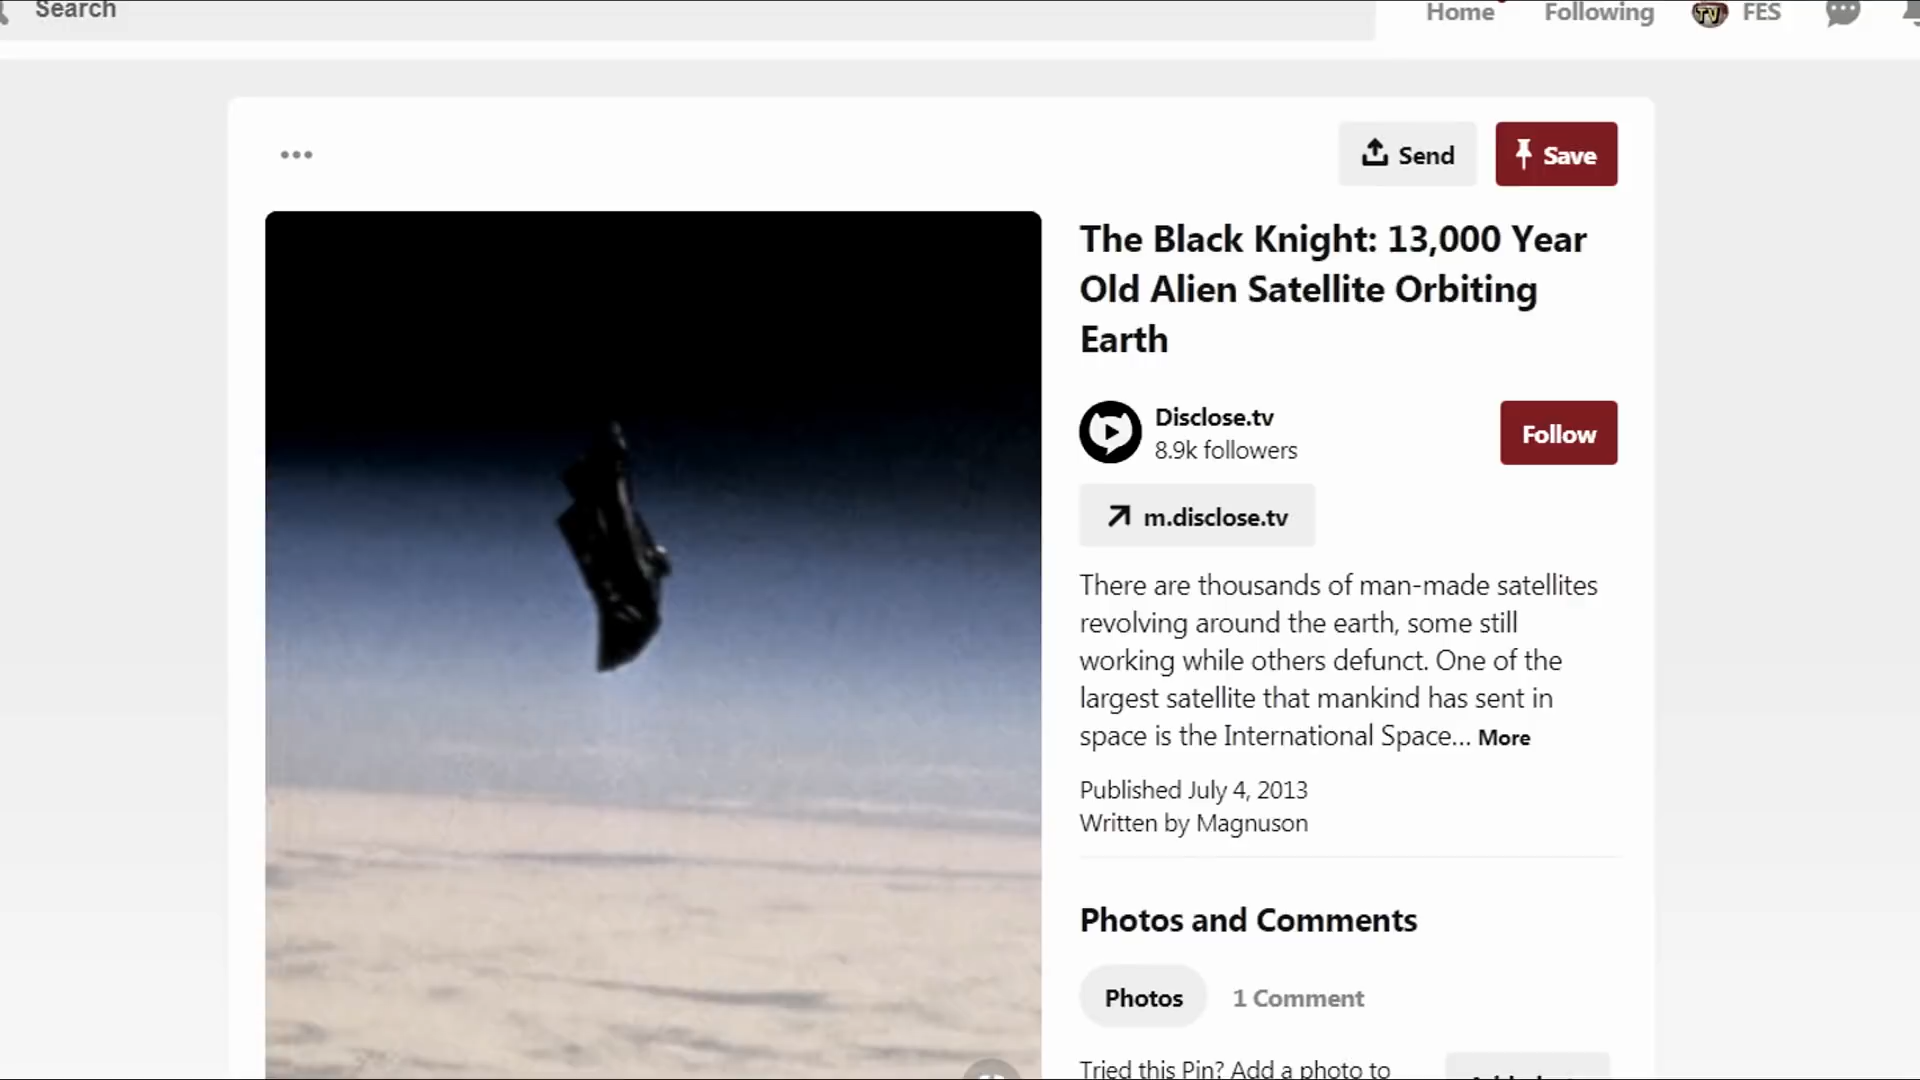 Search
Home
Following
TV
FES
Send
Save
The Black Knight: 13,000 Year
Old Alien Satellite Orbiting
Earth
Disclose.tv
8.9k followers
Follow
m.disclose.tv
There are thousands of man-made satellites
revolving around the earth, some still
working while others defunct. One of the
largest satellite that mankind has sent in
space is the International Space... More
Published July 4, 2013
Written by Magnuson
Photos and Comments
Photos
1 Comment
Tried this Pin? Add a photo to